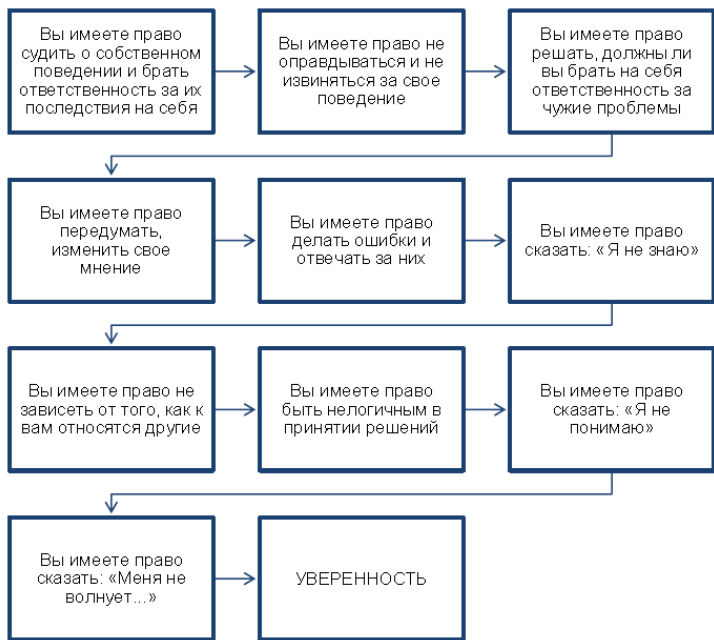 Вы имеете право
судить о собственном
поведении и брать
ответственность за их
последствия на себя
Вы имеете право не
оправдываться и не
извиняться за свое
поведение
Вы имеете право
решать, должны ли
вы брать на себя
ответственность за
чужие проблемы
Вы имеете право
передумать,
изменить свое
мнение
Вы имеете право
делать ошибки и
отвечать за них
Вы имеете право
сказать: «Я не знаю»
Вы имеете право не
зависеть от того, как к
вам относятся другие
Вы имеете право
быть нелогичным в
принятии решений
Вы имеете право
сказать: «Я не
понимаю»
Вы имеете право
сказать: «Меня не
волнует...»
УВЕРЕННОСТЬ